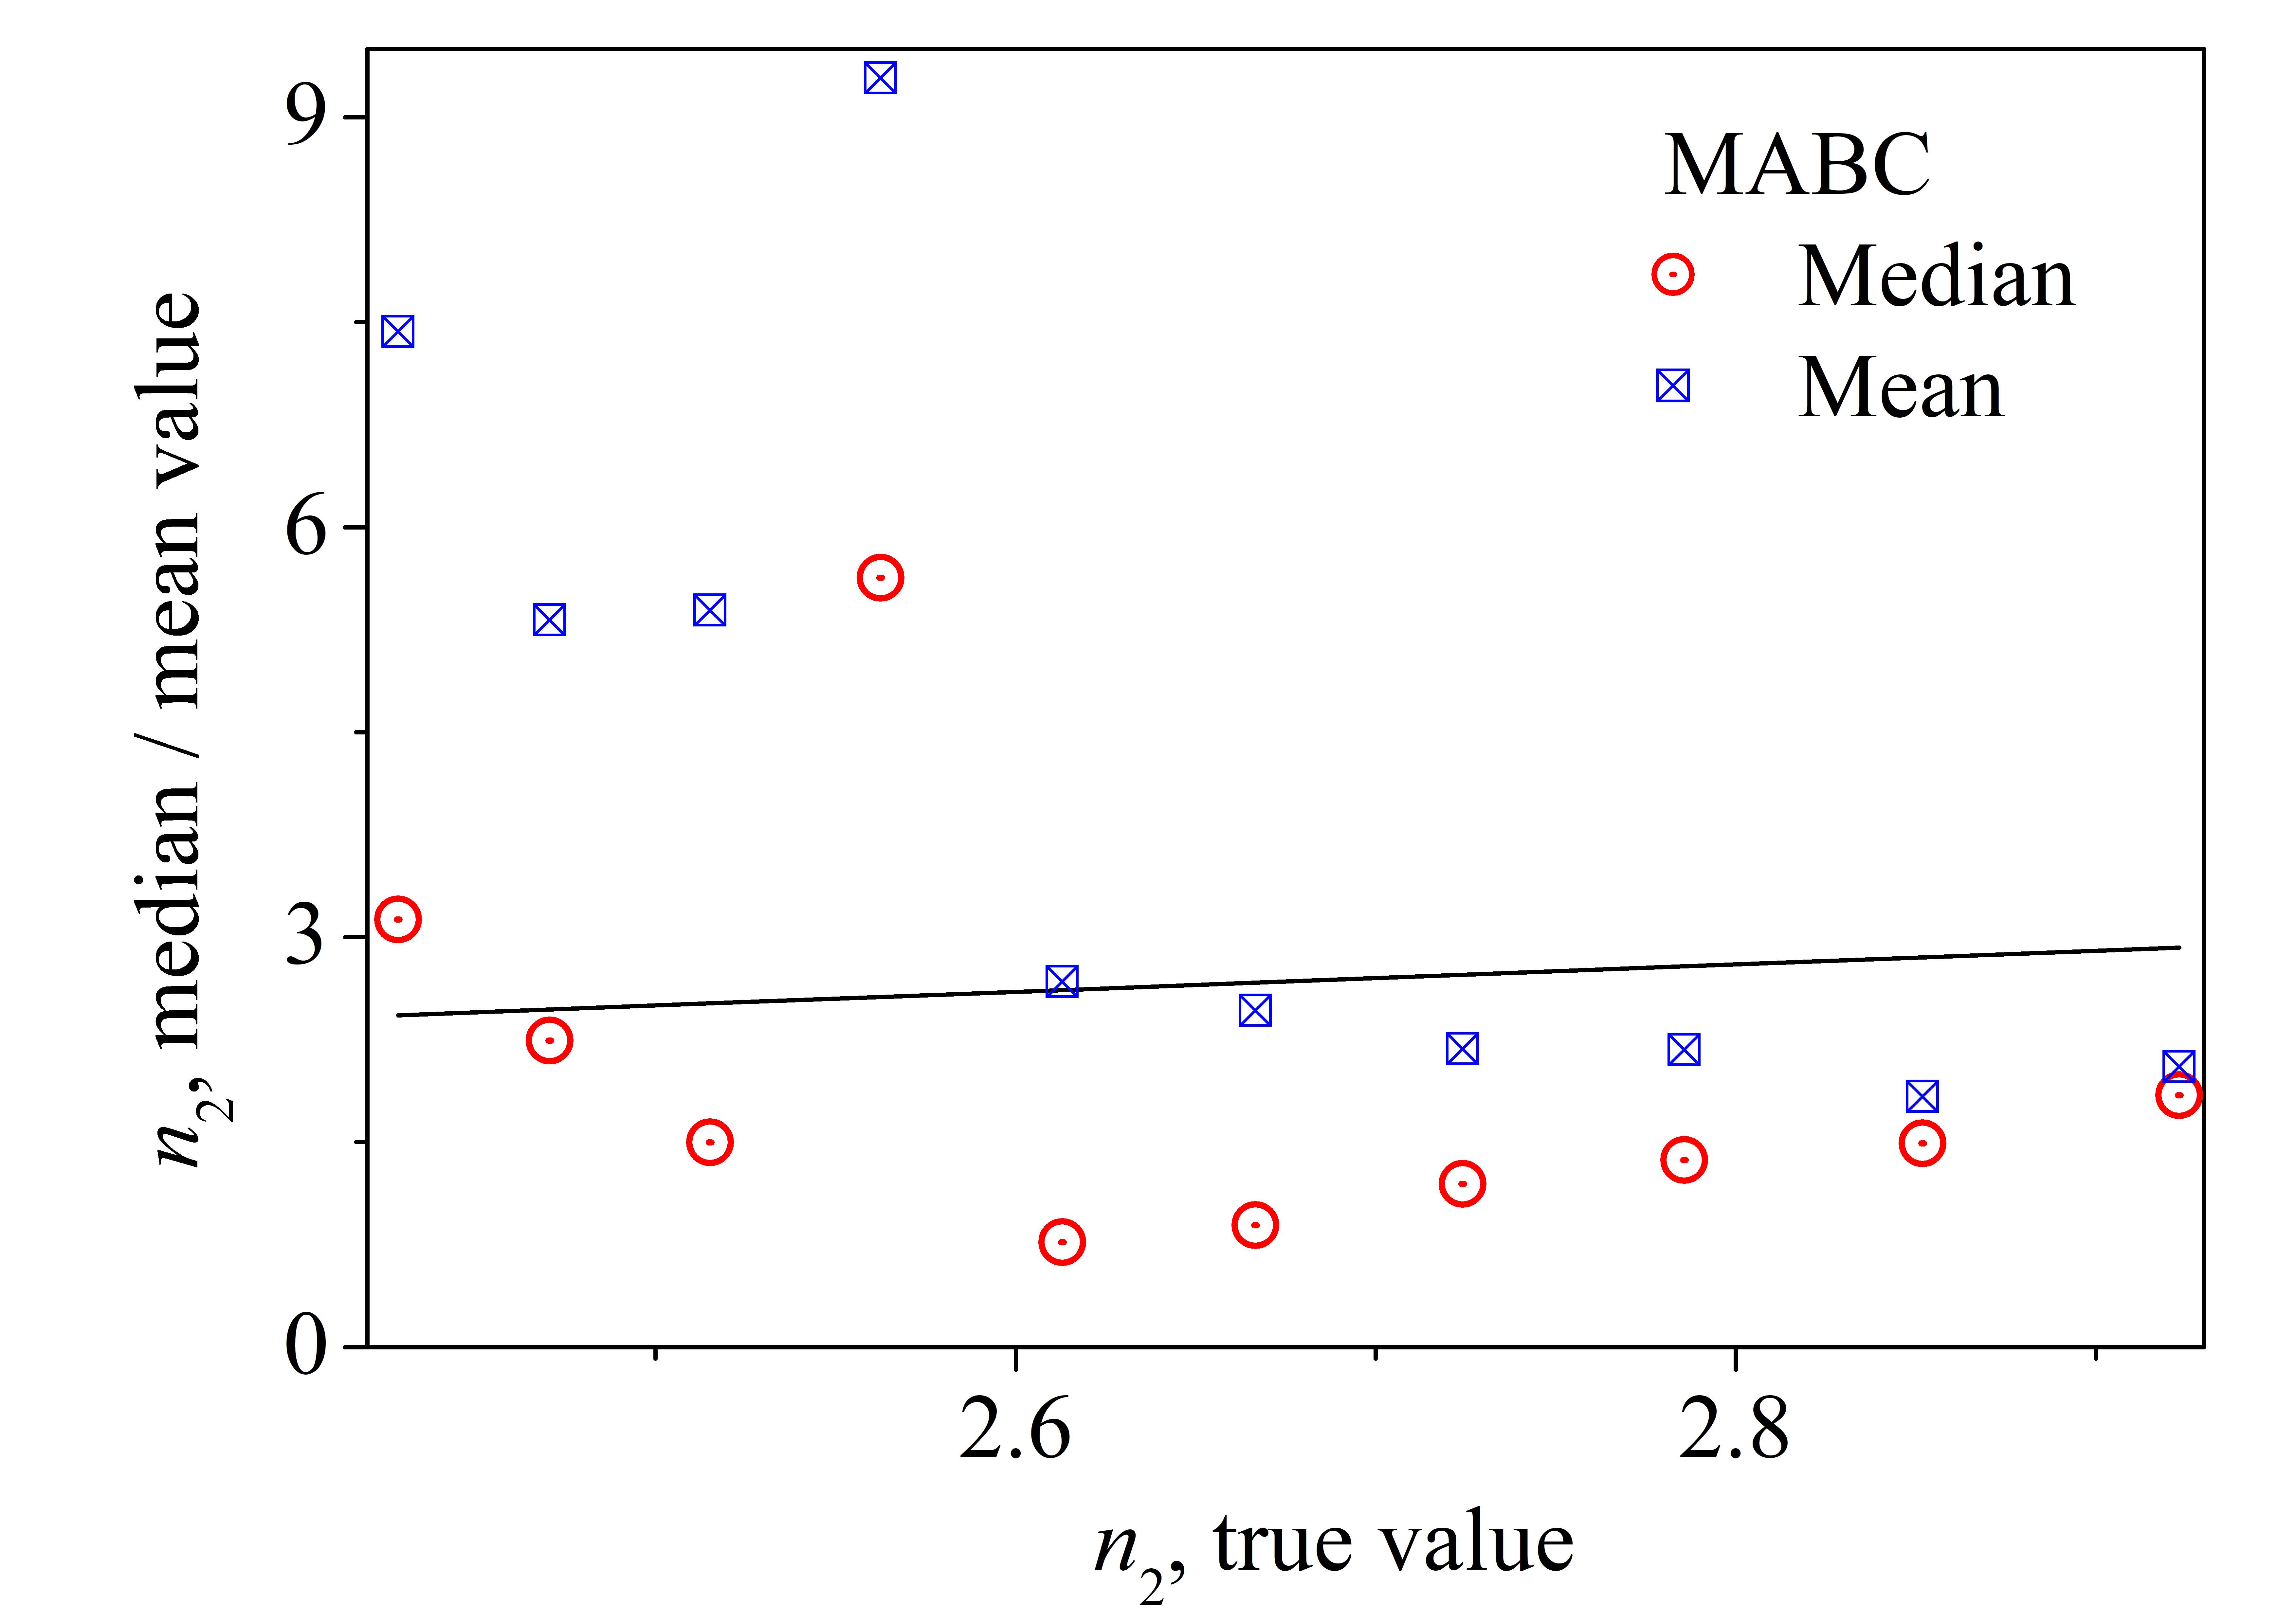 9
6
3
0
2.6
2.8
n2, true value
n2, median / mean value
MABC
Median
Mean